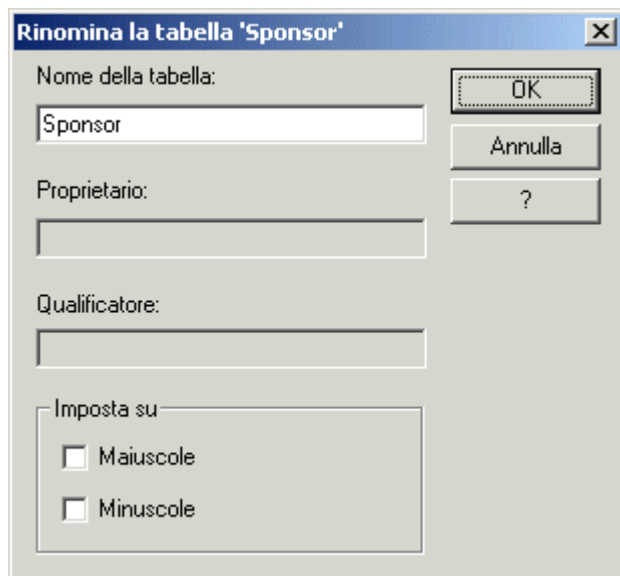 Rinomina la tabella 'Sponsor'
Nome della tabella:
Sponsor
OK
Annulla
?
Proprietario:
Qualificatore:
Imposta su
Maiuscole
Minuscole